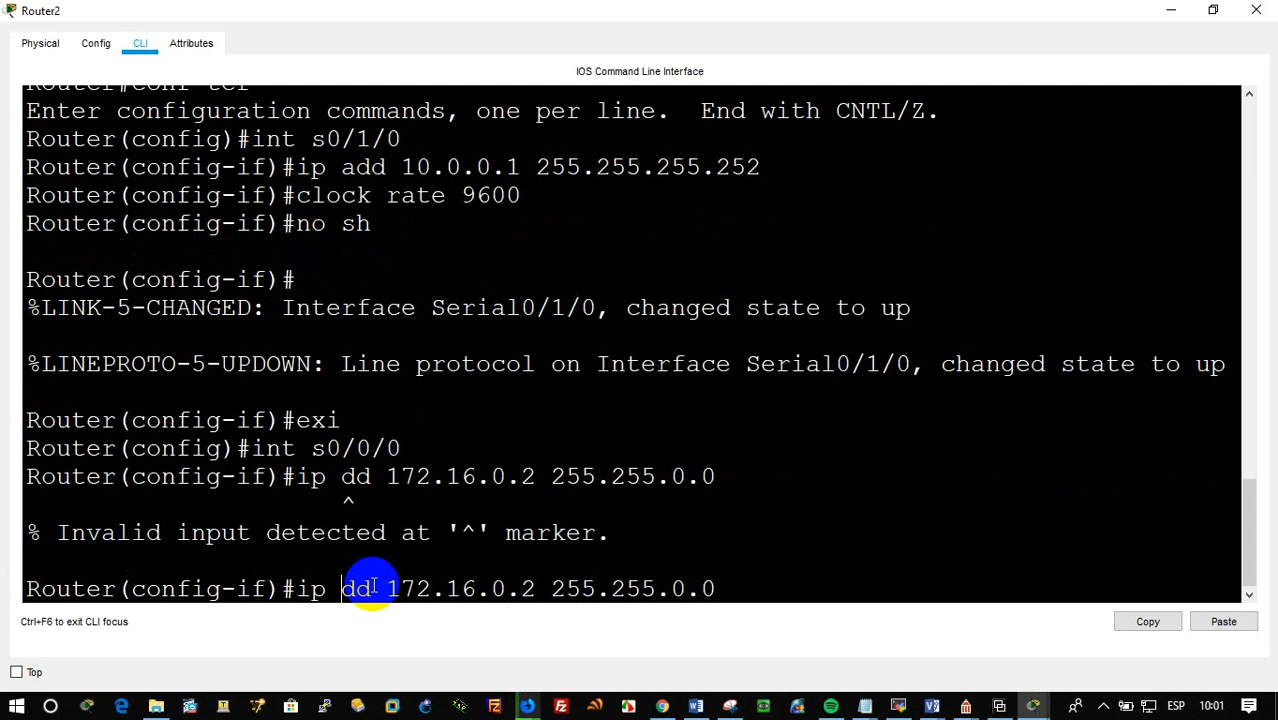 Router2
Physical Config CLI Attributes
IOS Command Line Interface
Router#conf ter
Enter configuration commands, one per line.  End with CNTL/Z.
Router(config)#int s0/1/0
Router(config-if)#ip add 10.0.0.1 255.255.255.252
Router(config-if)#clock rate 9600
Router(config-if)#no sh
Router(config-if)#
%LINK-5-CHANGED: Interface Serial0/1/0, changed state to up
%LINEPROTO-5-UPDOWN: Line protocol on Interface Serial0/1/0, changed state to up
Router(config-if)#exi
Router(config)#int s0/0/0
Router(config-if)#ip dd 172.16.0.2 255.255.0.0
^
% Invalid input detected at '^' marker.
Router(config-if)#ip dd 172.16.0.2 255.255.0.0
Ctrl+F6 to exit CLI focus
Copy Paste
Top
ESP 10:01